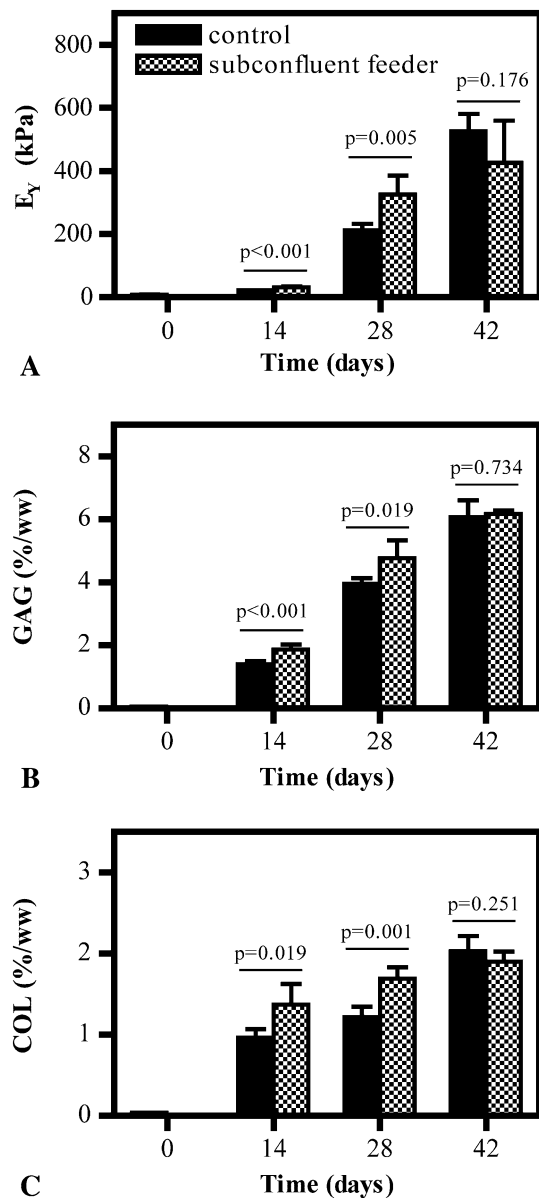 800
600
400
200
0
E_Y (kPa)
control
subconfluent feeder
p<0.001
p=0.005
p=0.176
0 14 28 42
Time (days)
A
8
6
4
2
0
GAG (%/ww)
p<0.001
p=0.019
p=0.734
0 14 28 42
Time (days)
B
3
2
1
0
COL (%/ww)
p=0.019
p=0.001
p=0.251
0 14 28 42
Time (days)
C